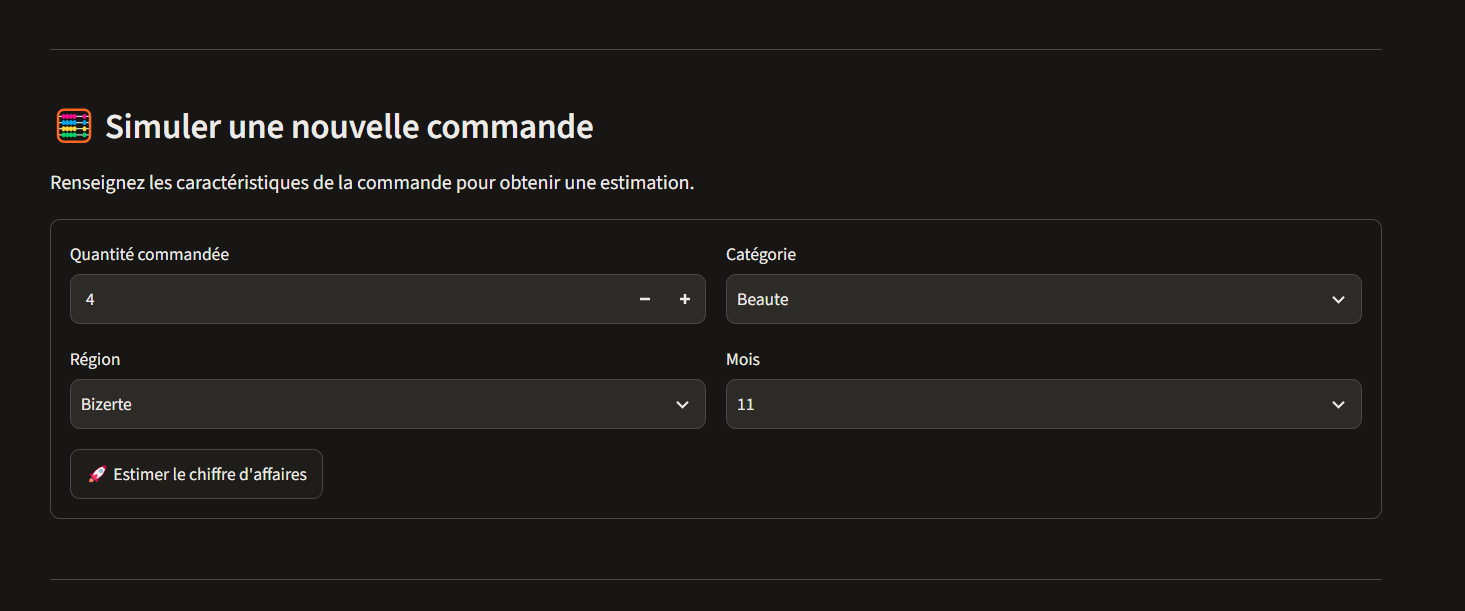 Simuler une nouvelle commande
Renseignez les caractéristiques de la commande pour obtenir une estimation.
Quantité commandée
4
Catégorie
Beaute
Région
Bizerte
Mois
11
Estimer le chiffre d'affaires